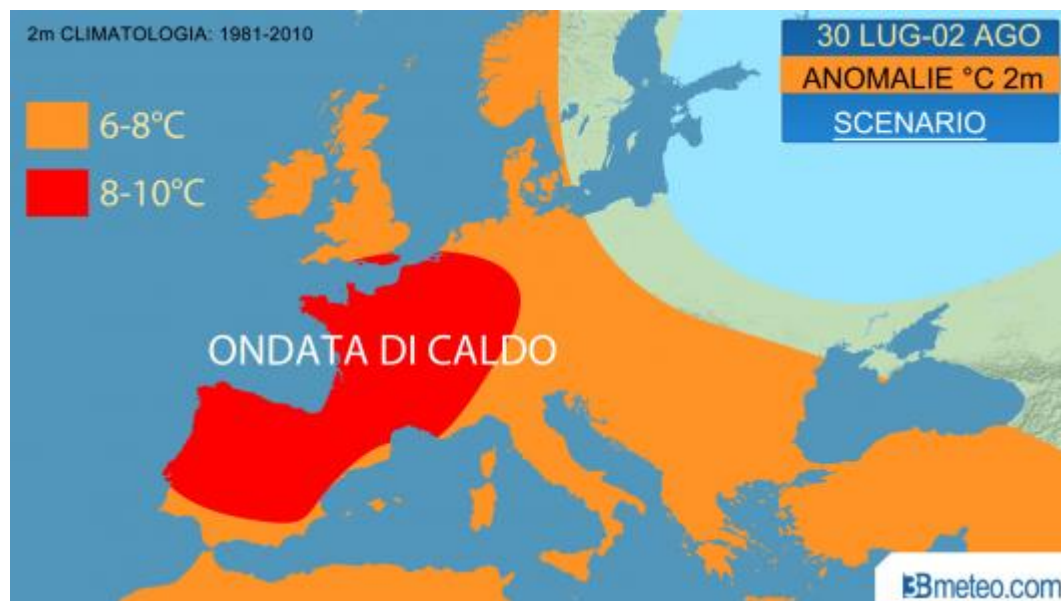 2m CLIMATOLOGIA: 1981-2010
30 LUG-02 AGO
ANOMALIE °C 2m
SCENARIO
6-8°C
8-10°C
ONDATA DI CALDO
3Bmeteo.com